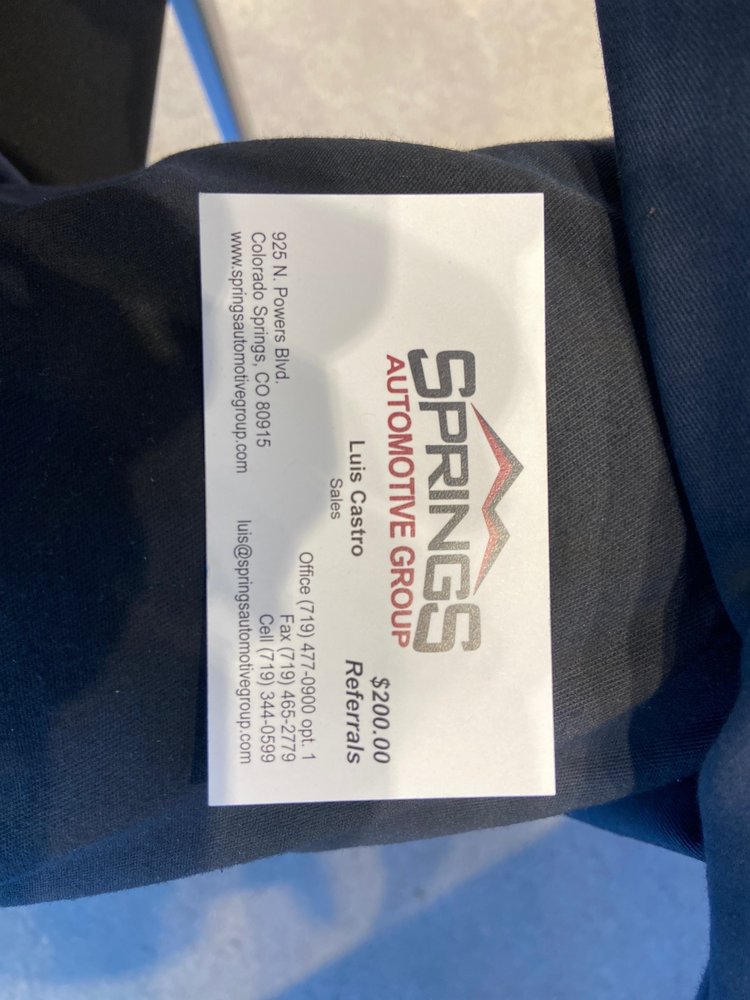 SPRINGS
AUTOMOTIVE GROUP
Luis Castro
Sales
$200.00
Referrals
925 N. Powers Blvd.
Colorado Springs, CO 80915
www.springsautomotivegroup.com
Office (719) 477-0900 opt. 1
Fax (719) 465-2779
Cell (719) 344-0599
luis@springsautomotivegroup.com